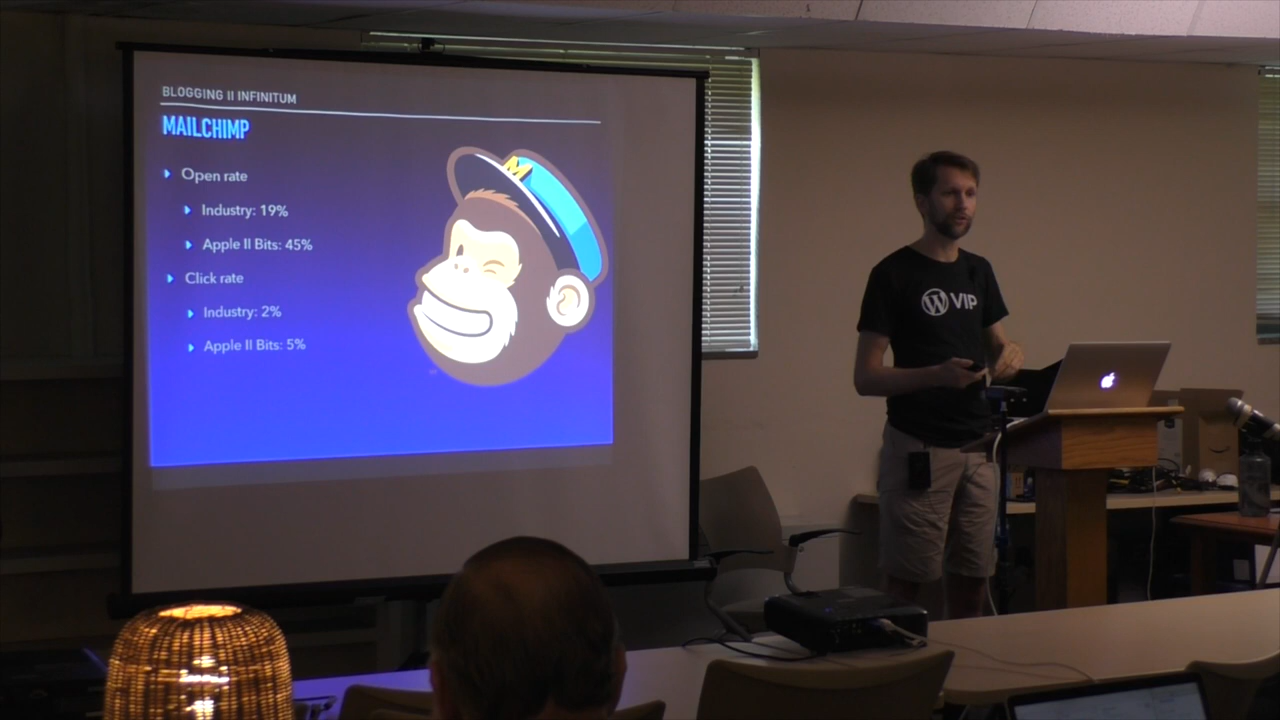 BLOGGING II INFINITUM
MAILCHIMP
Open rate
Industry: 19%
Apple II Bits: 45%
Click rate
Industry: 2%
Apple II Bits: 5%
M
W VIP